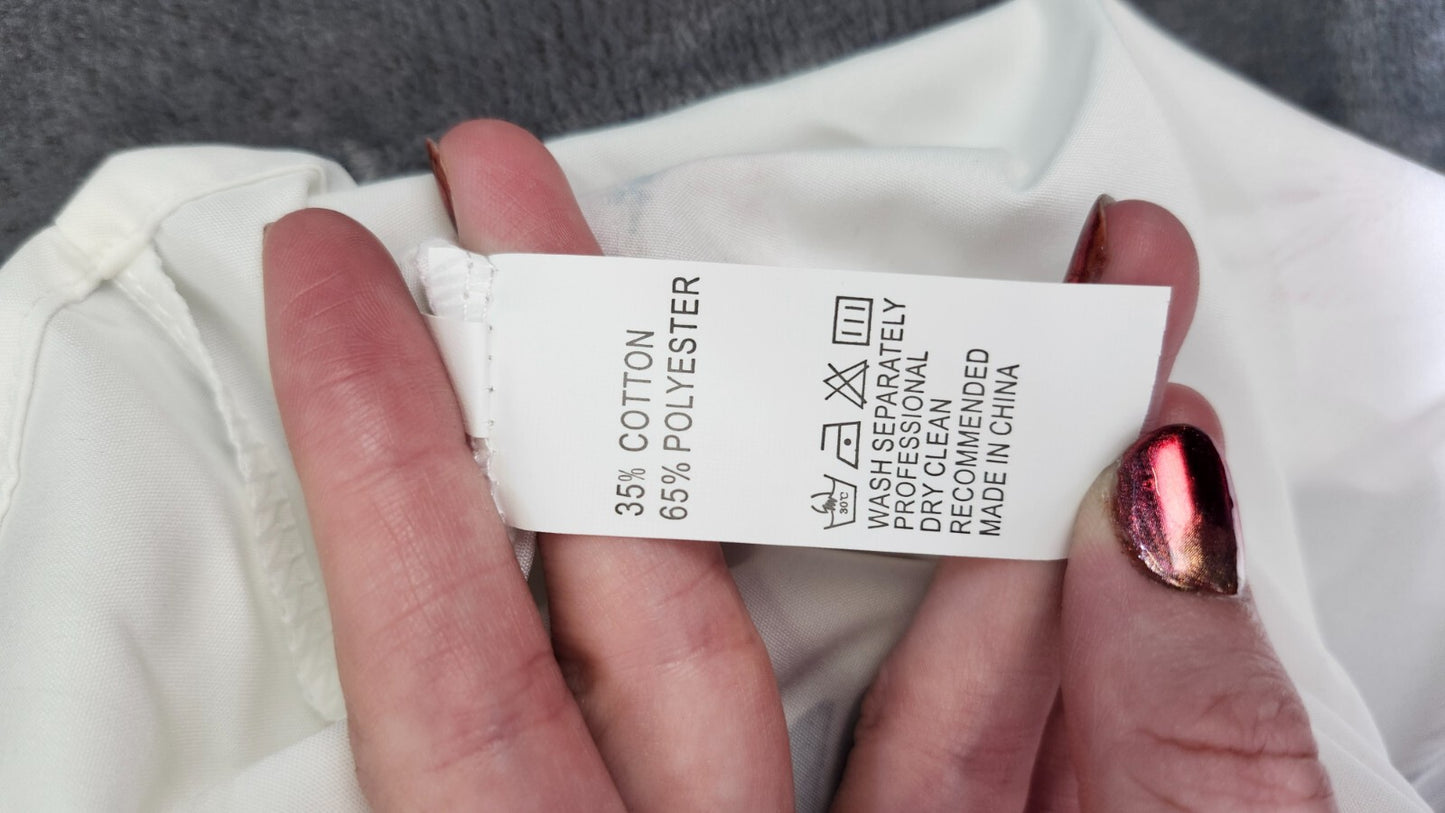 35% COTTON
65% POLYESTER
30℃
WASH SEPARATELY
PROFESSIONAL
DRY CLEAN
RECOMMENDED
MADE IN CHINA